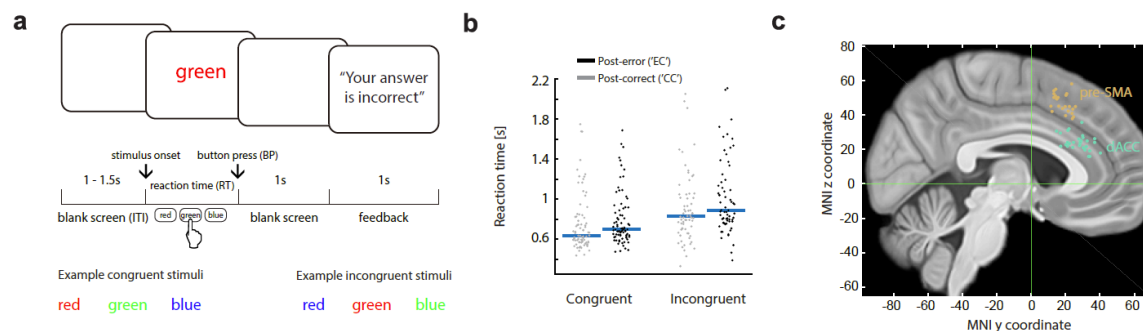 a
green
"Your answer
is incorrect"
stimulus onset
button press (BP)
1 - 1.5s
reaction time (RT)
1s
1s
blank screen (ITI)
red
green
blue
blank screen
feedback
Example congruent stimuli
red green blue
Example incongruent stimuli
red green blue
b
Post-error ('EC')
Post-correct ('CC')
Reaction time [s]
2.2
1.8
1.4
1
0.6
Congruent
Incongruent
c
MNI z coordinate
80
60
40
20
0
-20
-40
-60
pre-SMA
dACC
-80 -60 -40 -20 0 20 40 60
MNI y coordinate